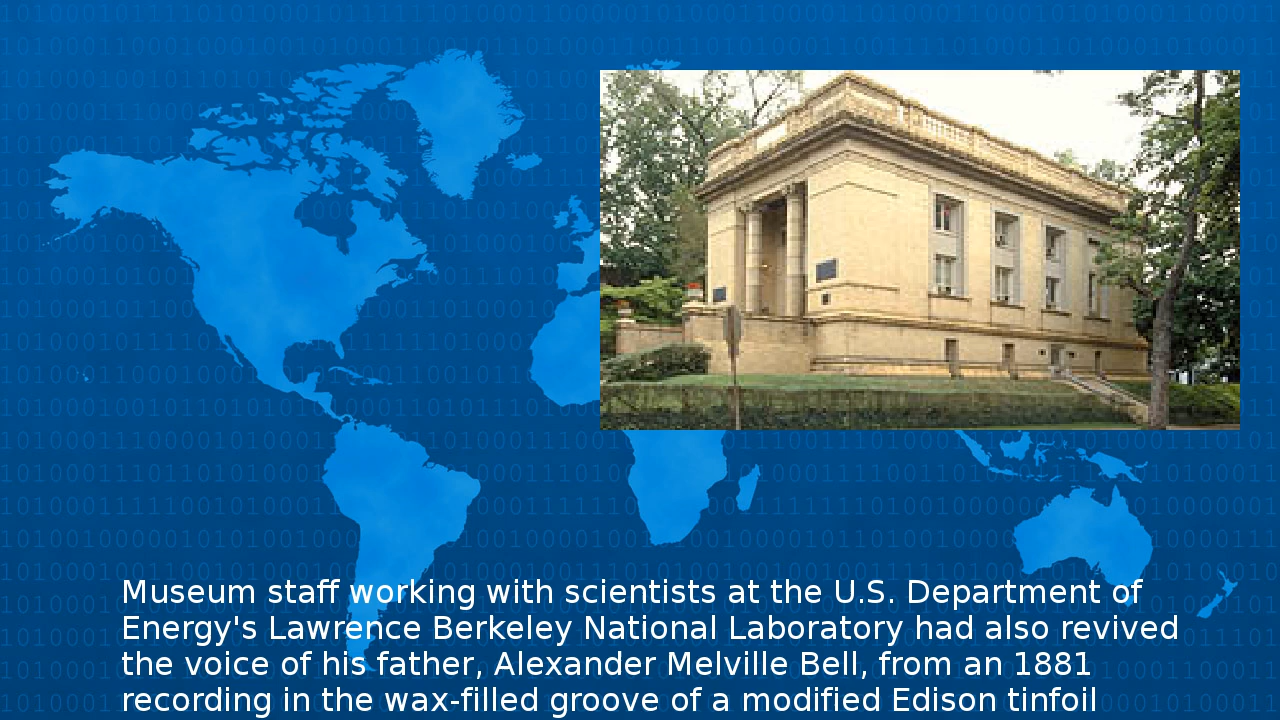 Museum staff working with scientists at the U.S. Department of
Energy's Lawrence Berkeley National Laboratory had also revived
the voice of his father, Alexander Melville Bell, from an 1881
recording in the wax-filled groove of a modified Edison tinfoil